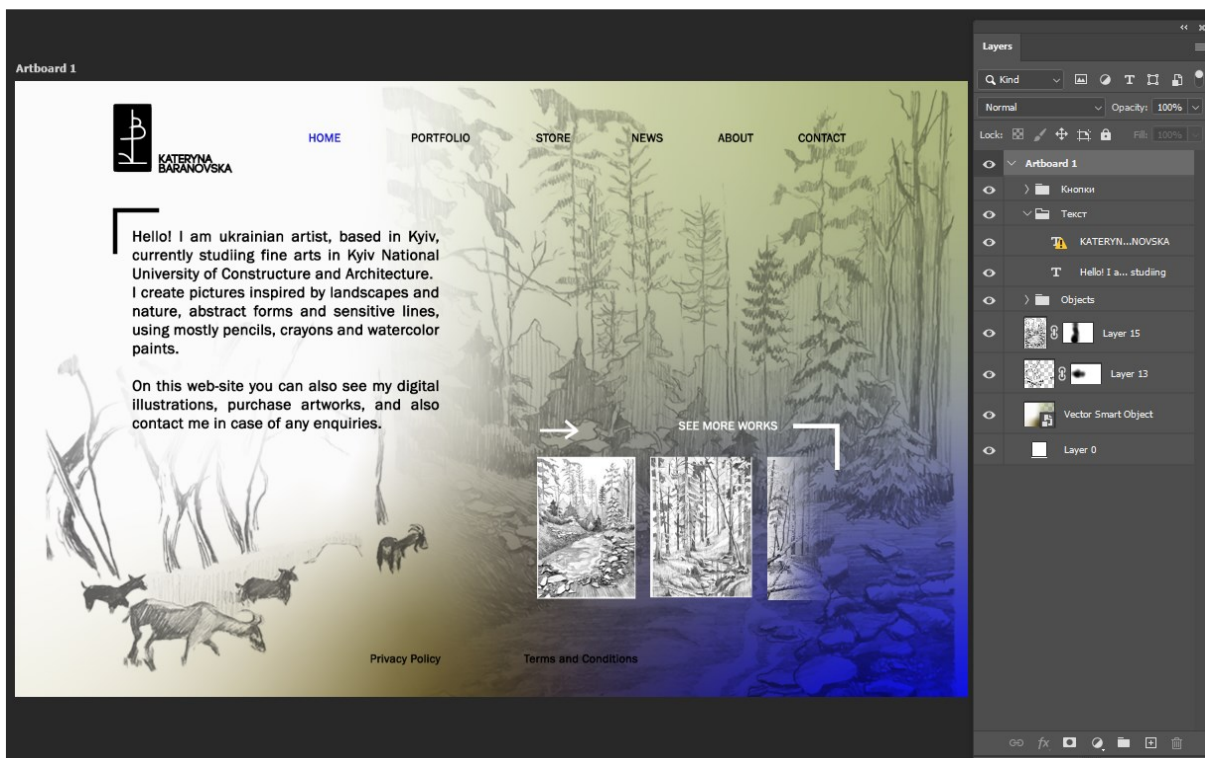 Artboard 1
KATERYNA
BARANOVSKA
HOME PORTFOLIO STORE NEWS ABOUT CONTACT
Hello! I am ukrainian artist, based in Kyiv,
currently studiing fine arts in Kyiv National
University of Constructure and Architecture.
I create pictures inspired by landscapes and
nature, abstract forms and sensitive lines,
using mostly pencils, crayons and watercolor
paints.
On this web-site you can also see my digital
illustrations, purchase artworks, and also
contact me in case of any enquiries.
SEE MORE WORKS
Privacy Policy Terms and Conditions
Layers
Kind
Normal Opacity: 100%
Lock: Fill: 100%
Artboard 1
Кнопки
Текст
KATERYN...NOVSKA
Hello! I a... studiing
Objects
Layer 15
Layer 13
Vector Smart Object
Layer 0
fx